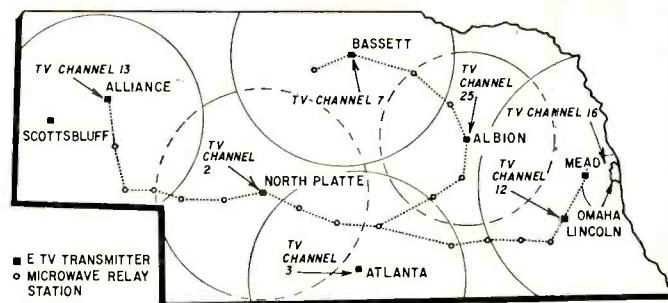 BASSETT
TV CHANNEL 13
ALLIANCE
TV
CHANNEL
25
TV CHANNEL 7
TV CHANNEL 16
SCOTTSBLUFF
ALBION
TV
CHANNEL
2
TV
CHANNEL
12
MEAD
NORTH PLATTE
OMAHA
LINCOLN
TV
CHANNEL
3
ATLANTA
E TV TRANSMITTER
MICROWAVE RELAY
STATION